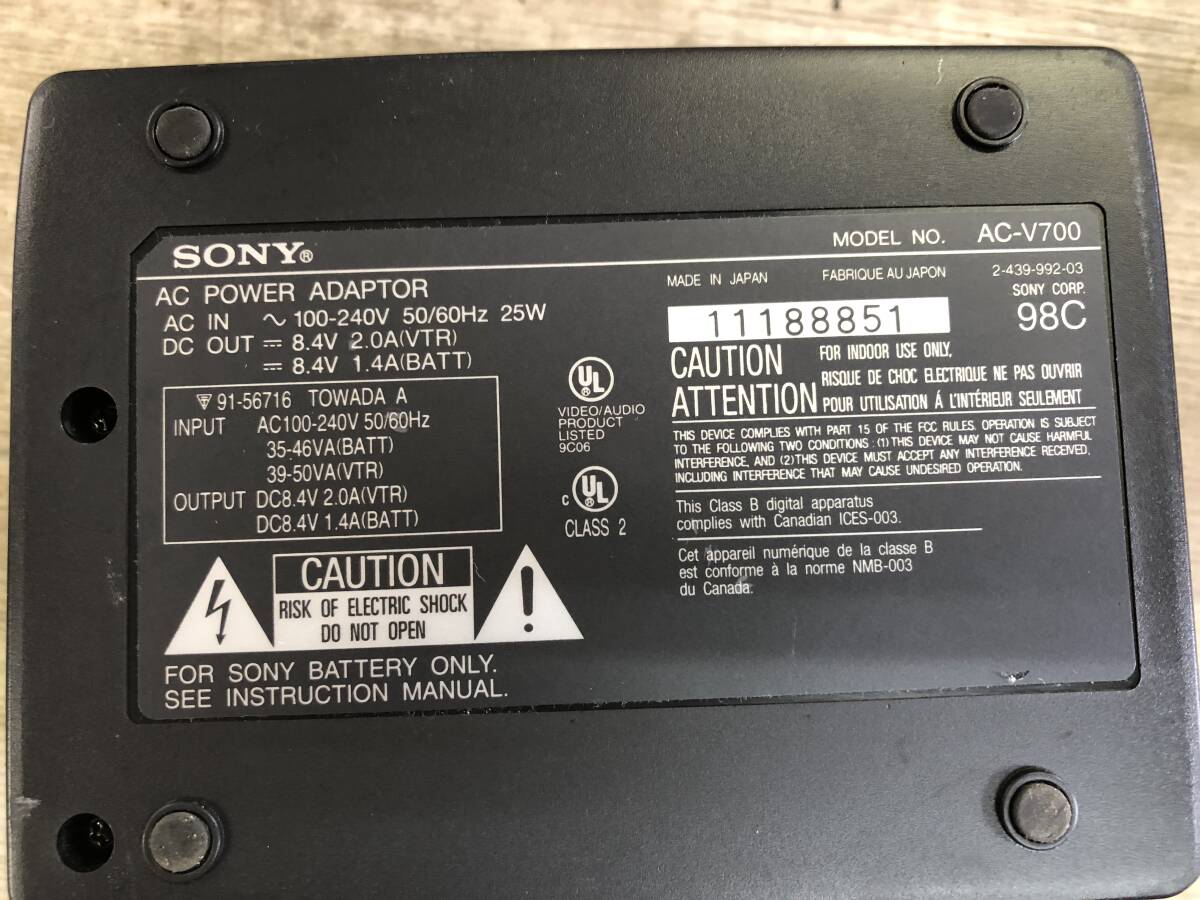 SONY®
MODEL NO. AC-V700
AC POWER ADAPTOR
AC IN ∼ 100-240V 50/60Hz 25W
DC OUT ⎓ 8.4V 2.0A(VTR)
⎓ 8.4V 1.4A(BATT)
91-56716 TOWADA A
INPUT AC100-240V 50/60Hz
35-46VA(BATT)
39-50VA(VTR)
OUTPUT DC8.4V 2.0A(VTR)
DC8.4V 1.4A(BATT)
CAUTION
RISK OF ELECTRIC SHOCK
DO NOT OPEN
FOR SONY BATTERY ONLY.
SEE INSTRUCTION MANUAL.
UL®
VIDEO/AUDIO
PRODUCT
LISTED
9C06
c UL®
CLASS 2
MADE IN JAPAN FABRIQUE AU JAPON 2-439-992-03
SONY CORP.
11188851 98C
CAUTION FOR INDOOR USE ONLY,
RISQUE DE CHOC ELECTRIQUE NE PAS OUVRIR
ATTENTION POUR UTILISATION Á L'INTÉRIEUR SEULEMENT
THIS DEVICE COMPLIES WITH PART 15 OF THE FCC RULES. OPERATION IS SUBJECT
TO THE FOLLOWING TWO CONDITIONS : (1) THIS DEVICE MAY NOT CAUSE HARMFUL
INTERFERENCE, AND (2) THIS DEVICE MUST ACCEPT ANY INTERFERENCE RECEIVED,
INCLUDING INTERFERENCE THAT MAY CAUSE UNDESIRED OPERATION.
This Class B digital apparatus
complies with Canadian ICES-003.
Cet appareil numérique de la classe B
est conforme à la norme NMB-003
du Canada.